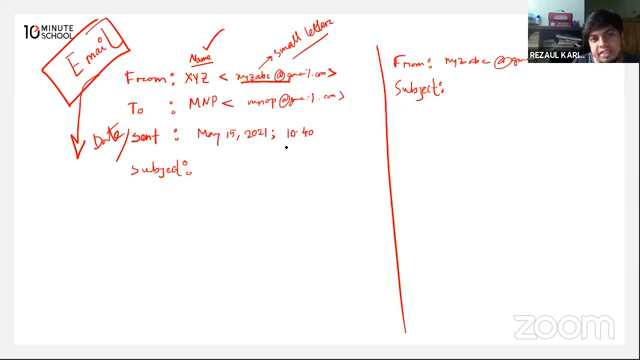 10 MINUTE SCHOOL
Email
Name
small letters
From: XYZ < xyzabc@gmail.com>
To : MNP < mnop@gmail.com>
Date/sent : May 15, 2021; 10.40
Subject:
From: xyzabc@
Subject:
REZAUL KARI
zoom